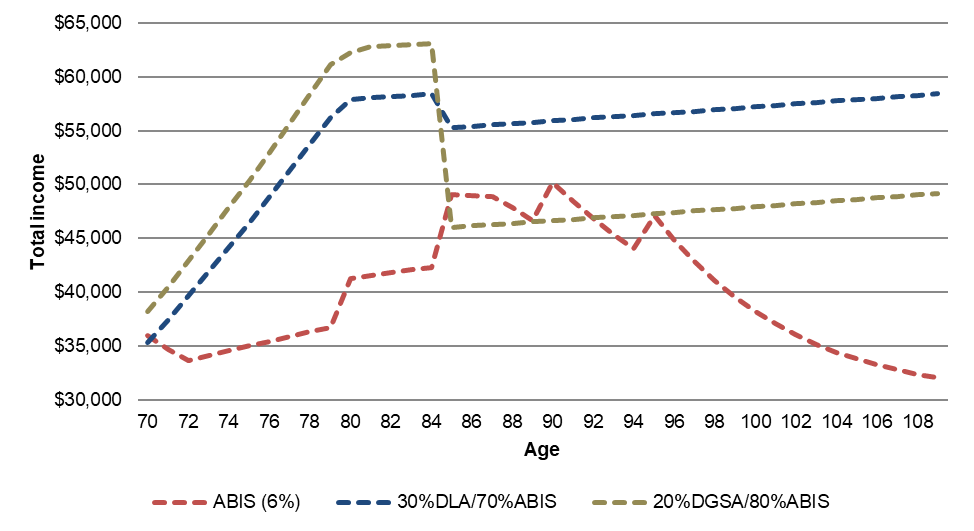 $65,000
$60,000
$55,000
$50,000
$45,000
$40,000
$35,000
$30,000
Total income
70 72 74 76 78 80 82 84 86 88 90 92 94 96 98 100 102 104 106 108
Age
ABIS (6%) 30%DLA/70%ABIS 20%DGSA/80%ABIS